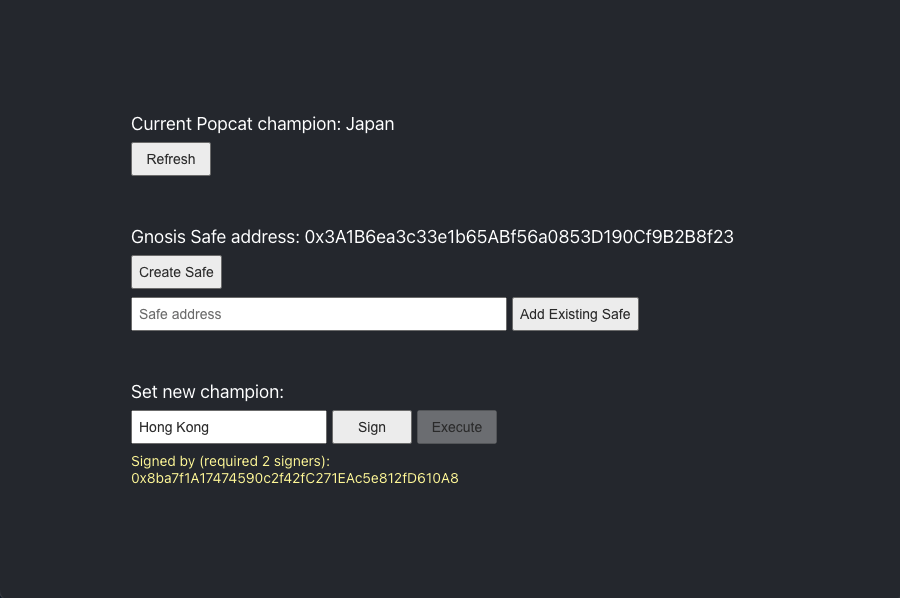 Current Popcat champion: Japan
Refresh
Gnosis Safe address: 0x3A1B6ea3c33e1b65ABf56a0853D190Cf9B2B8f23
Create Safe
Safe address
Add Existing Safe
Set new champion:
Hong Kong
Sign
Execute
Signed by (required 2 signers):
0x8ba7f1A17474590c2f42fC271EAc5e812fD610A8